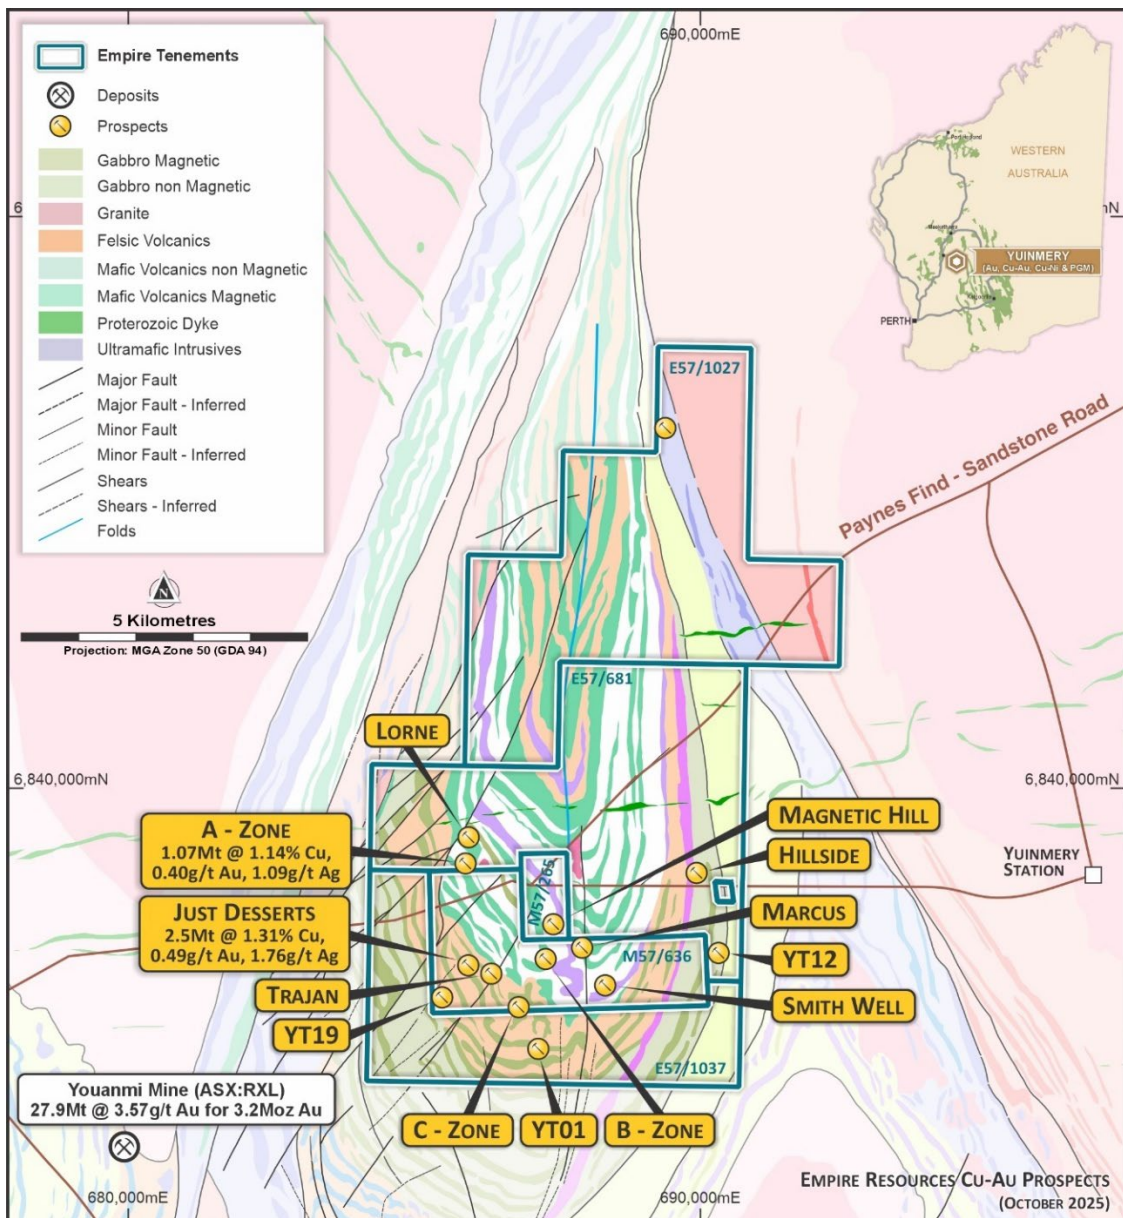 690,000mE
Empire Tenements
Deposits
Prospects
Gabbro Magnetic
Gabbro non Magnetic
Granite
Felsic Volcanics
Mafic Volcanics non Magnetic
Mafic Volcanics Magnetic
Proterozoic Dyke
Ultramafic Intrusives
Major Fault
Major Fault - Inferred
Minor Fault
Minor Fault - Inferred
Shears
Shears - Inferred
Folds
N
5 Kilometres
Projection: MGA Zone 50 (GDA 94)
WESTERN
AUSTRALIA
YUINMERY
(Au, Cu-Au, Cu-Ni & PGM)
PERTH
E57/1027
Paynes Find - Sandstone Road
E57/681
LORNE
6,840,000mN
6,840,000mN
A - ZONE
1.07Mt @ 1.14% Cu,
0.40g/t Au, 1.09g/t Ag
MAGNETIC HILL
HILLSIDE
YUINMERY
STATION
M57/265
JUST DESSERTS
2.5Mt @ 1.31% Cu,
0.49g/t Au, 1.76g/t Ag
MARCUS
M57/636
YT12
TRAJAN
SMITH WELL
YT19
E57/1037
Youanmi Mine (ASX:RXL)
27.9Mt @ 3.57g/t Au for 3.2Moz Au
C - ZONE
YT01
B - ZONE
680,000mE
690,000mE
EMPIRE RESOURCES CU-AU PROSPECTS
(OCTOBER 2025)